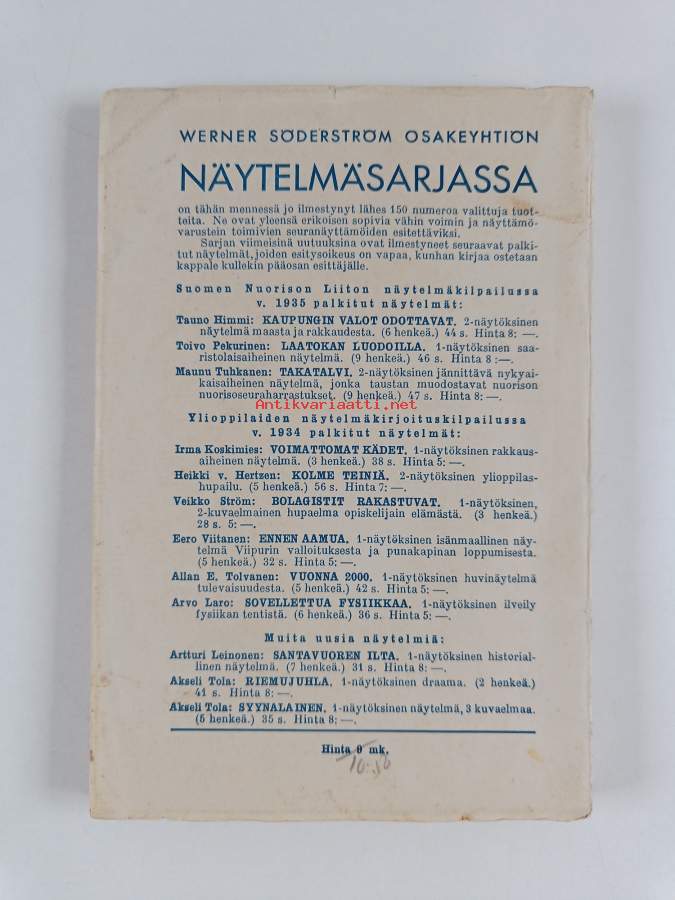 WERNER SÖDERSTRÖM OSAKEYHTIÖN
NÄYTELMÄSARJASSA
on tähän mennessä jo ilmestynyt lähes 150 numeroa valittuja tuot-
teita. Ne ovat yleensä erikoisen sopivia vähin voimin ja näyttämö-
varustein toimivien seuranäyttämöiden esitettäviksi.
Sarjan viimeisinä uutuuksina ovat ilmestyneet seuraavat palki-
tut näytelmät, joiden esitysoikeus on vapaa, kunhan kirjaa ostetaan
kappale kullekin pääosan esittäjälle.
Suomen Nuorison Liiton näytelmäkilpailussa
v. 1935 palkitut näytelmät:
Tauno Himmi: KAUPUNGIN VALOT ODOTTAVAT. 2-näytöksinen
näytelmä maasta ja rakkaudesta. (6 henkeä.) 44 s. Hinta 8: —.
Toivo Pekurinen: LAATOKAN LUODOILLA. 1-näytöksinen saa-
ristolaisaiheinen näytelmä. (9 henkeä.) 46 s. Hinta 8 :—.
Maunu Tuhkanen: TAKATALVI. 2-näytöksinen jännittävä nykyai-
kaisaiheinen näytelmä, jonka taustan muodostavat nuorison
nuorisoseuraharrastukset. (9 henkeä.) 47 s. Hinta 8: —.
Antikvariaatti.net
Ylioppilaiden näytelmäkirjoituskilpailussa
v. 1934 palkitut näytelmät:
Irma Koskimies: VOIMATTOMAT KÄDET. 1-näytöksinen rakkaus-
aiheinen näytelmä. (3 henkeä.) 38 s. Hinta 5: —.
Heikki v. Hertzen: KOLME TEINIÄ. 2-näytöksinen ylioppilas-
hupailu. (5 henkeä.) 56 s. Hinta 7: —.
Veikko Ström: BOLAGISTIT RAKASTUVAT. 1-näytöksinen,
2-kuvaelmainen hupaelma opiskelijain elämästä. (3 henkeä.)
28 s. 5: —.
Eero Viitanen: ENNEN AAMUA. 1-näytöksinen isänmaallinen näy-
telmä Viipurin valloituksesta ja punakapinan loppumisesta.
(5 henkeä.) 32 s. Hinta 5: —.
Allan E. Tolvanen: VUONNA 2000. 1-näytöksinen huvinäytelmä
tulevaisuudesta. (5 henkeä.) 42 s. Hinta 5: —.
Arvo Laro: SOVELLETTUA FYSIIKKAA. 1-näytöksinen ilveily
fysiikan tentistä. (6 henkeä.) 36 s. Hinta 5: —.
Muita uusia näytelmiä:
Artturi Leinonen: SANTAVUOREN ILTA. 1-näytöksinen historial-
linen näytelmä. (7 henkeä.) 31 s. Hinta 8: —.
Akseli Tola: RIEMUJUHLA. 1-näytöksinen draama. (2 henkeä.)
41 s. Hinta 8: —.
Akseli Tola: SYYNALAINEN. 1-näytöksinen näytelmä, 3 kuvaelmaa.
(5 henkeä.) 35 s. Hinta 8: —.
Hinta 9 mk.
10:50